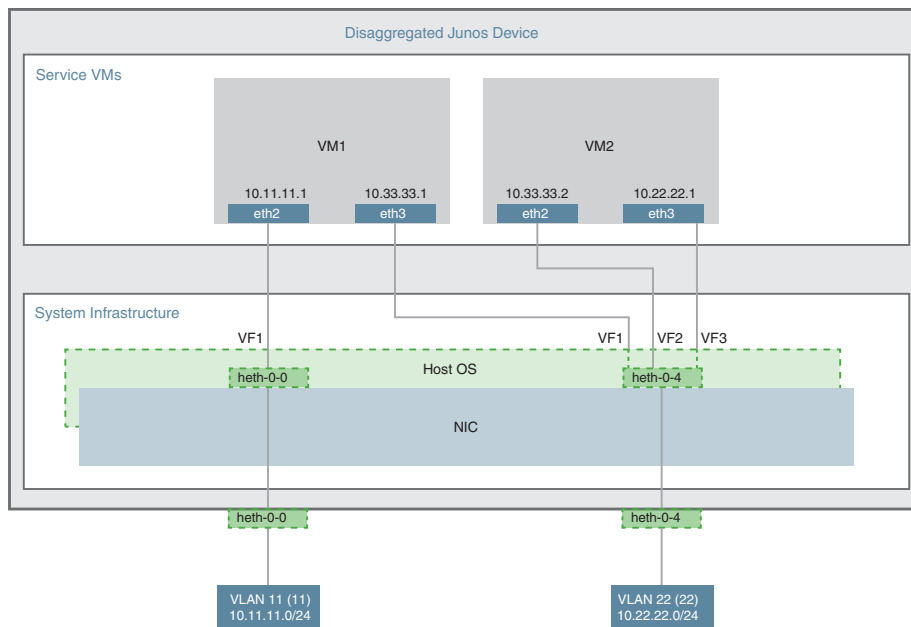 Disaggregated Junos Device
Service VMs
VM1
VM2
10.11.11.1
10.33.33.1
10.33.33.2
10.22.22.1
eth2
eth3
eth2
eth3
System Infrastructure
VF1
VF1
VF2
VF3
Host OS
heth-0-0
heth-0-4
NIC
heth-0-0
heth-0-4
VLAN 11 (11)
10.11.11.0/24
VLAN 22 (22)
10.22.22.0/24